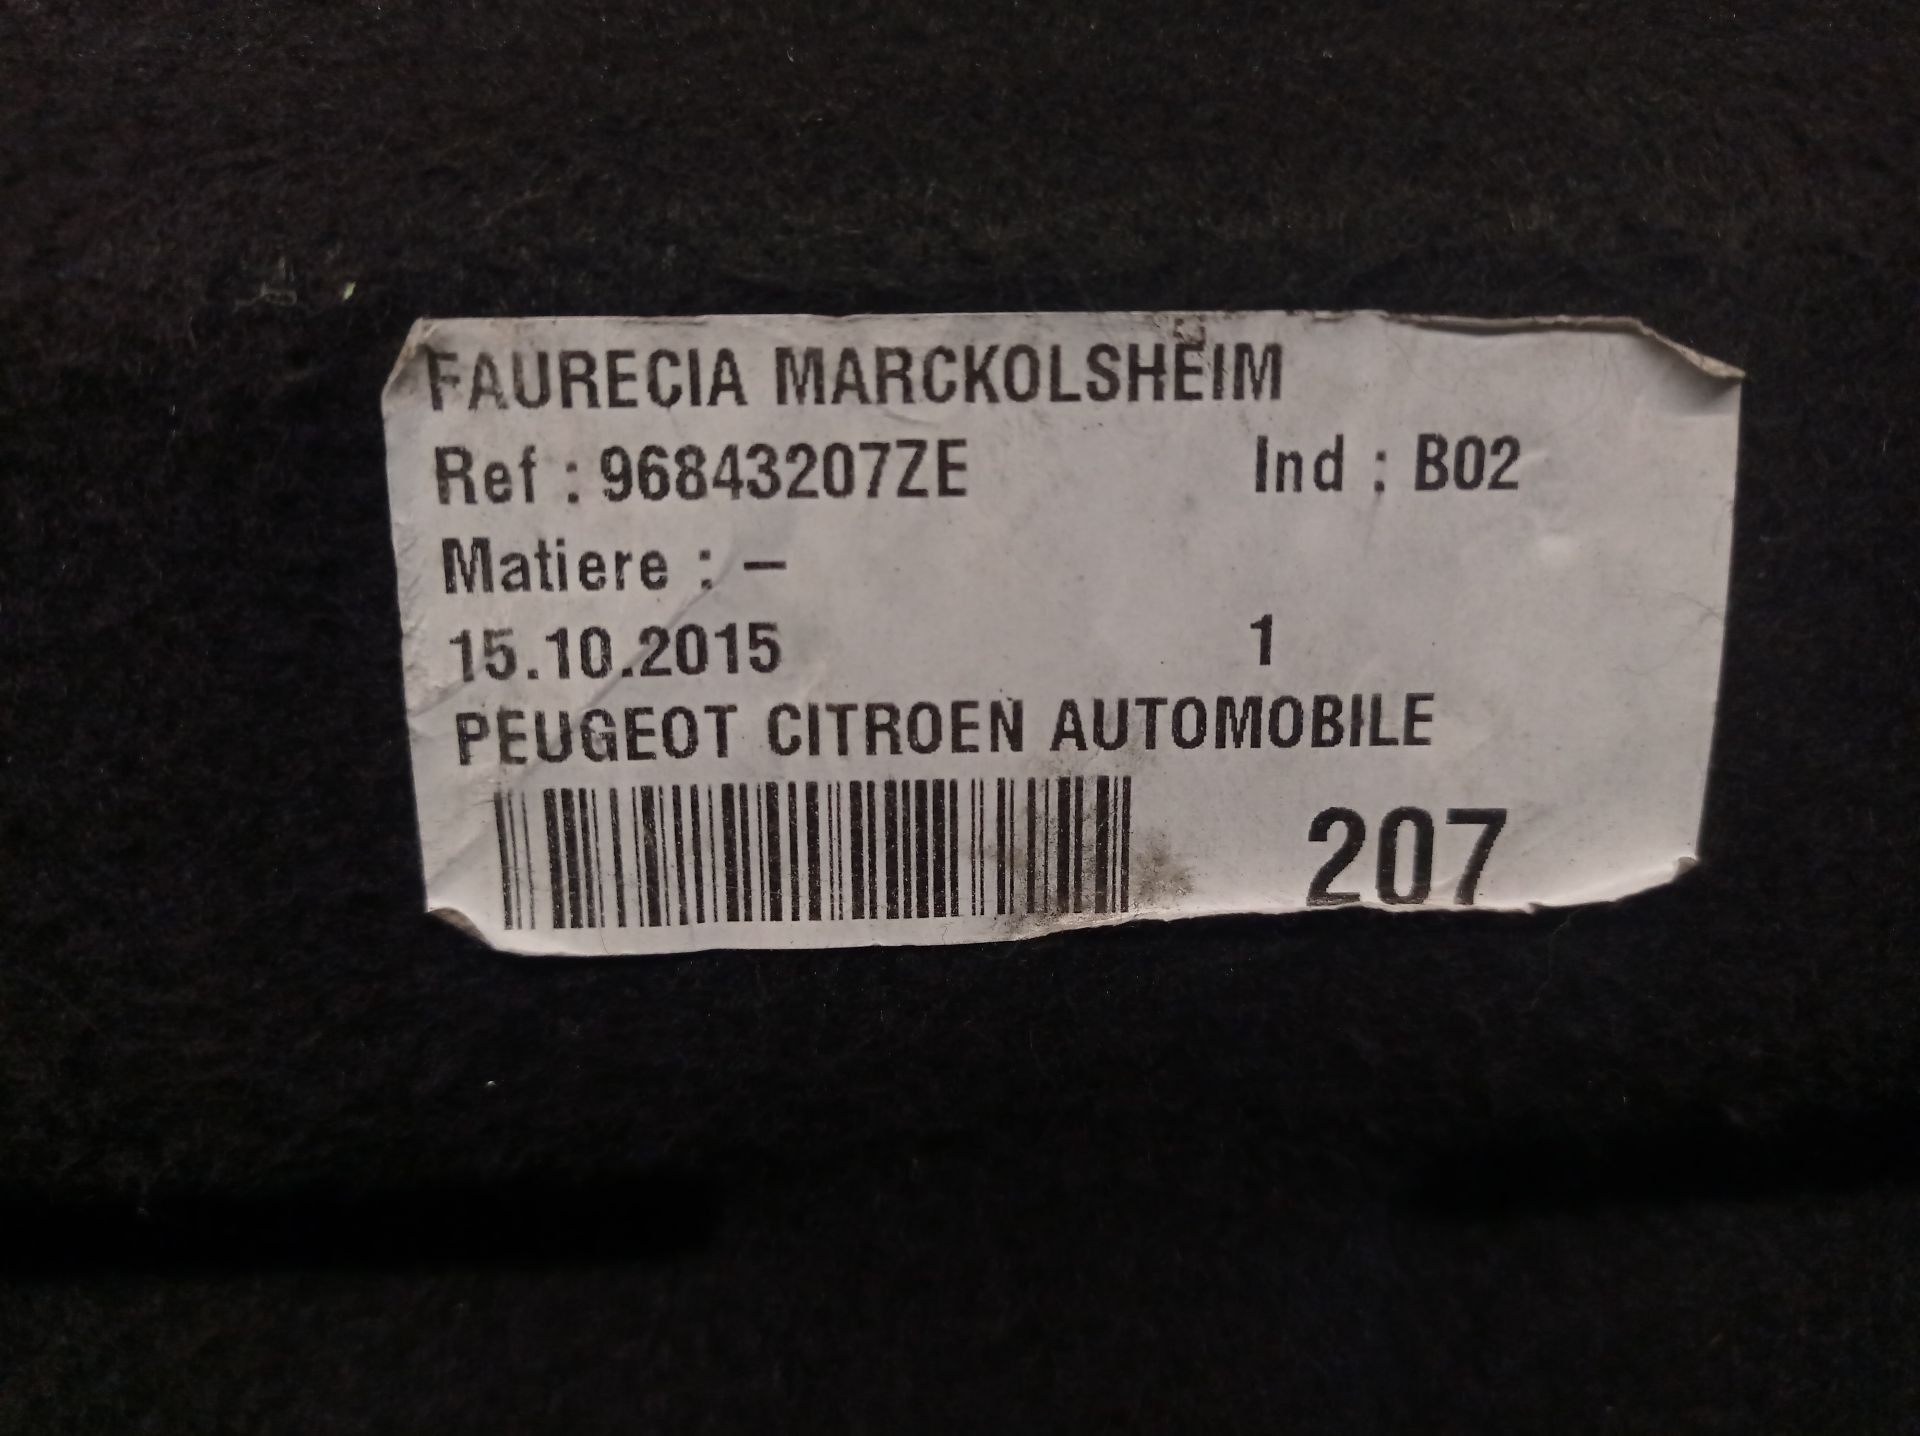 FAURECIA MARCKOLSHEIM
Ref : 96843207ZE Ind : B02
Matiere : –
15.10.2015 1
PEUGEOT CITROEN AUTOMOBILE
207